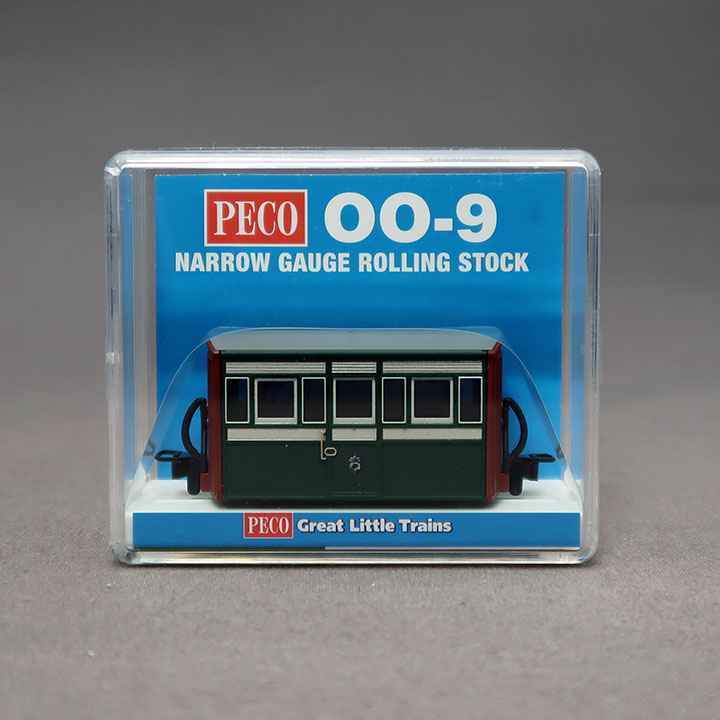 PECO OO-9
NARROW GAUGE ROLLING STOCK
PECO Great Little Trains